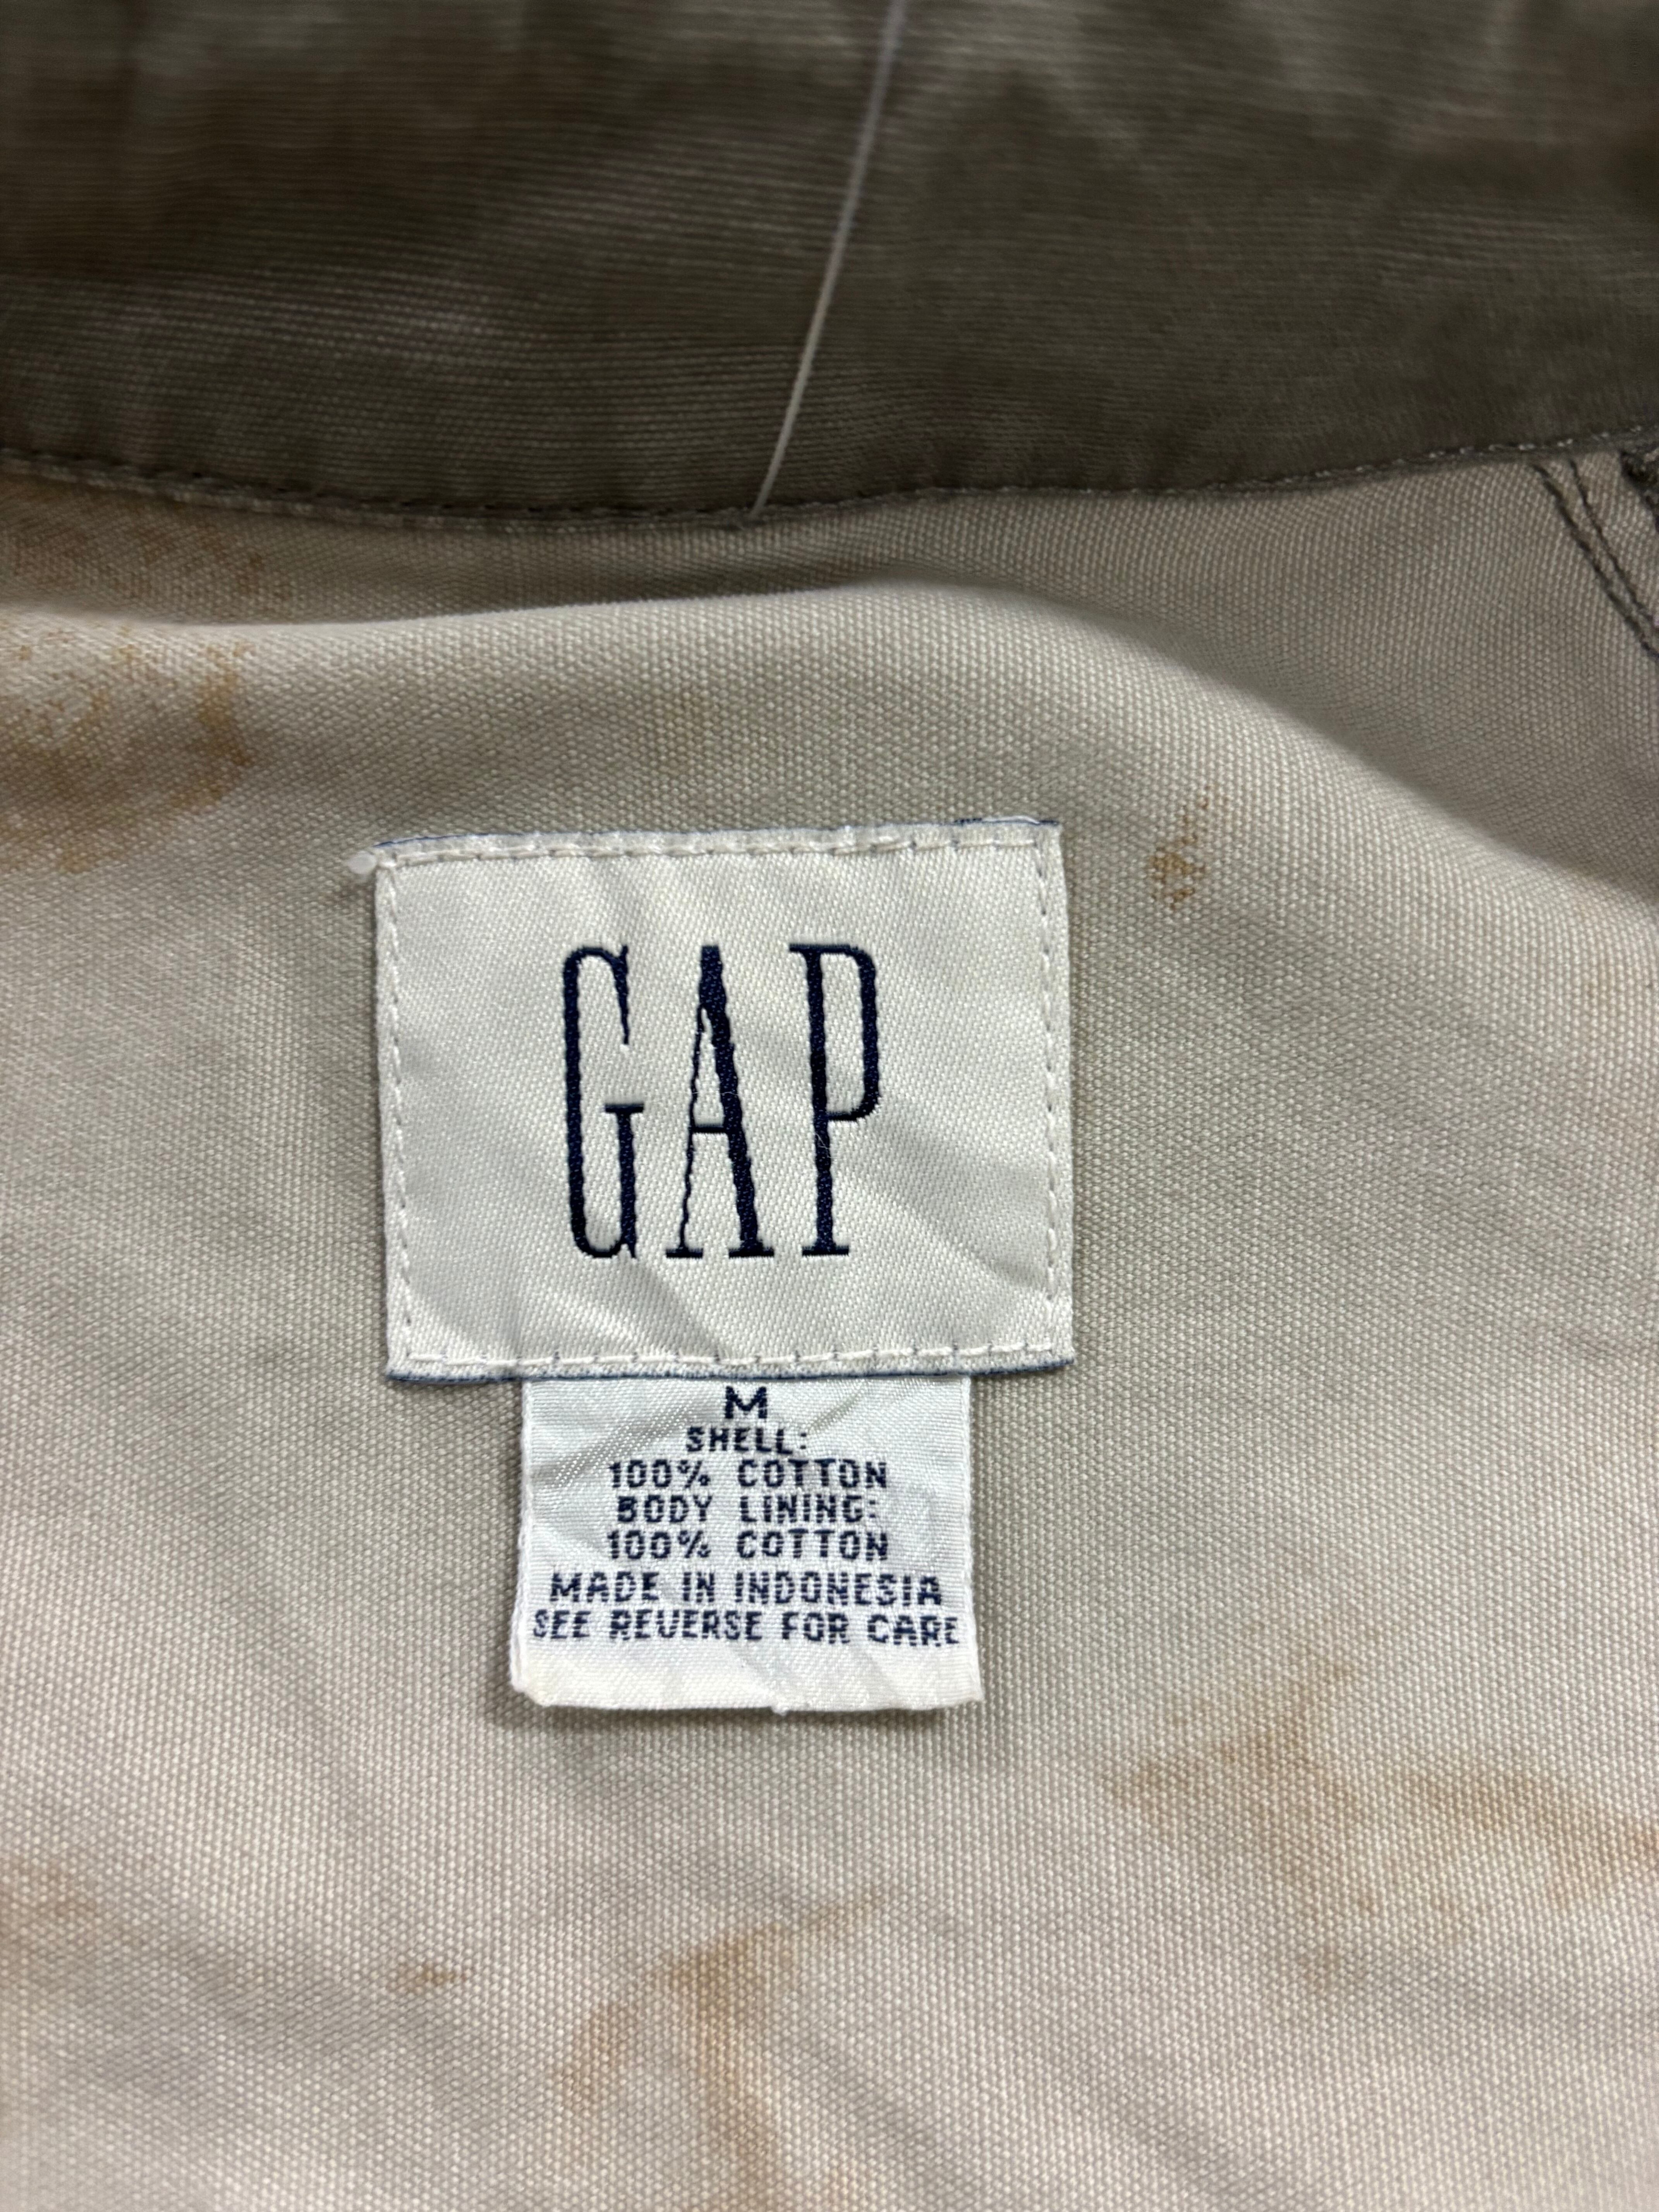 GAP
M
SHELL:
100% COTTON
BODY LINING:
100% COTTON
MADE IN INDONESIA
SEE REVERSE FOR CARE